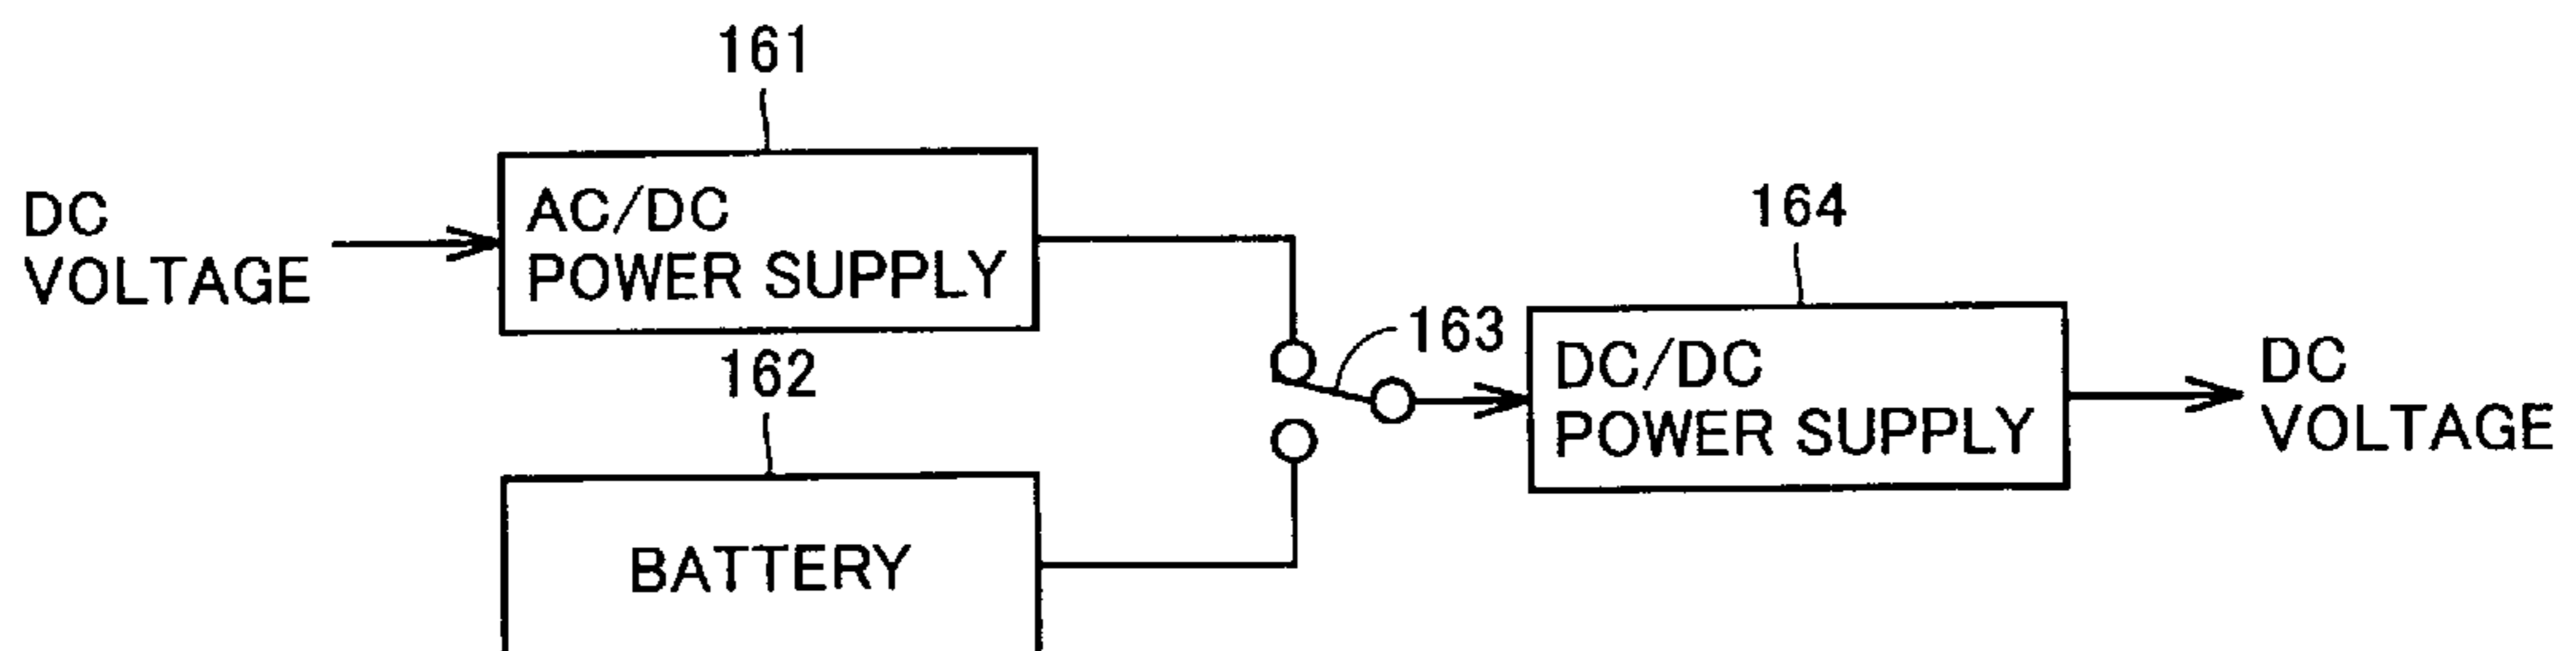 161
DC
VOLTAGE
AC/DC
POWER SUPPLY
162
BATTERY
163
164
DC/DC
POWER SUPPLY
DC
VOLTAGE